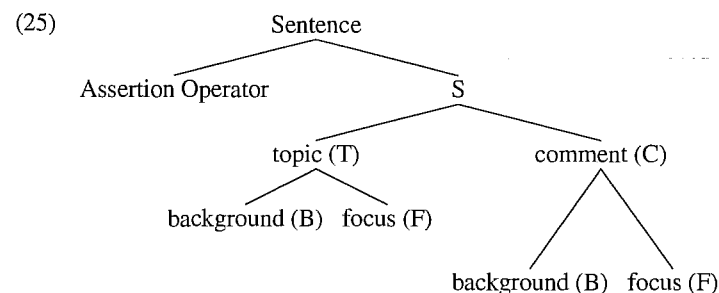 (25) Sentence
Assertion Operator S
topic (T) comment (C)
background (B) focus (F)
background (B) focus (F)